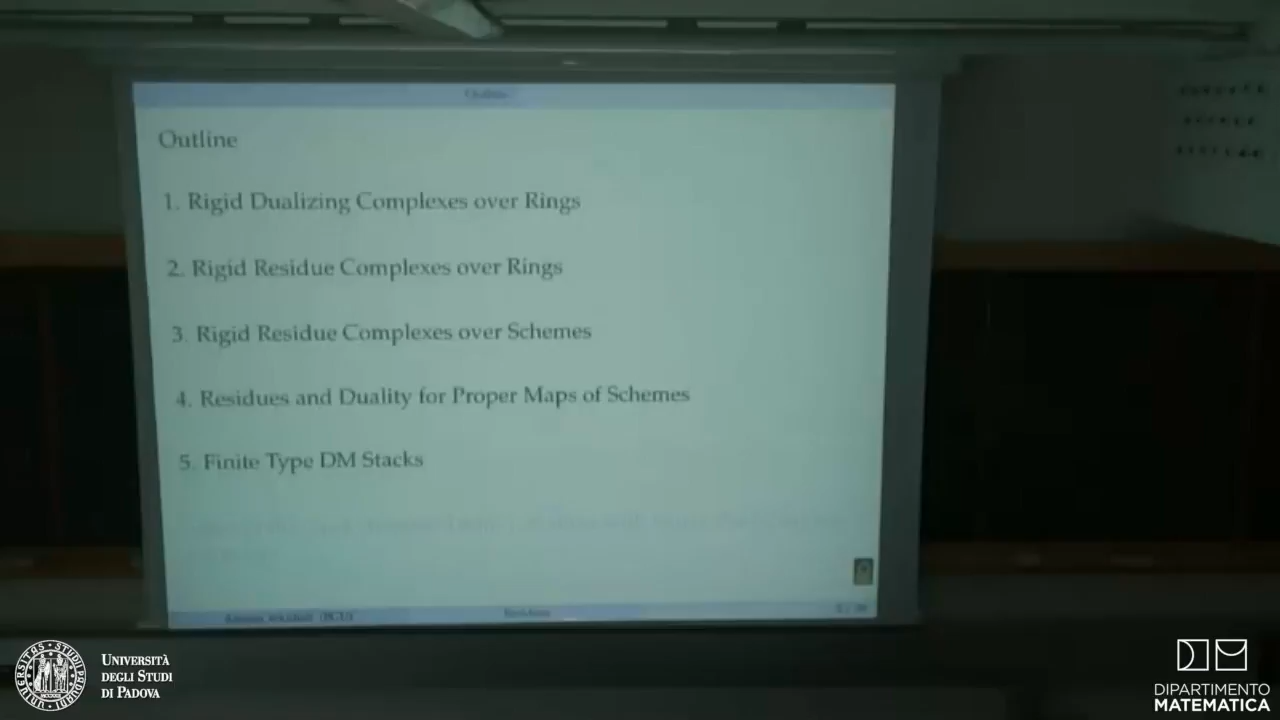 Outline
Outline
1. Rigid Dualizing Complexes over Rings
2. Rigid Residue Complexes over Rings
3. Rigid Residue Complexes over Schemes
4. Residues and Duality for Proper Maps of Schemes
5. Finite Type DM Stacks
UNIVERSITÀ
DEGLI STUDI
DI PADOVA
DIPARTIMENTO
MATEMATICA